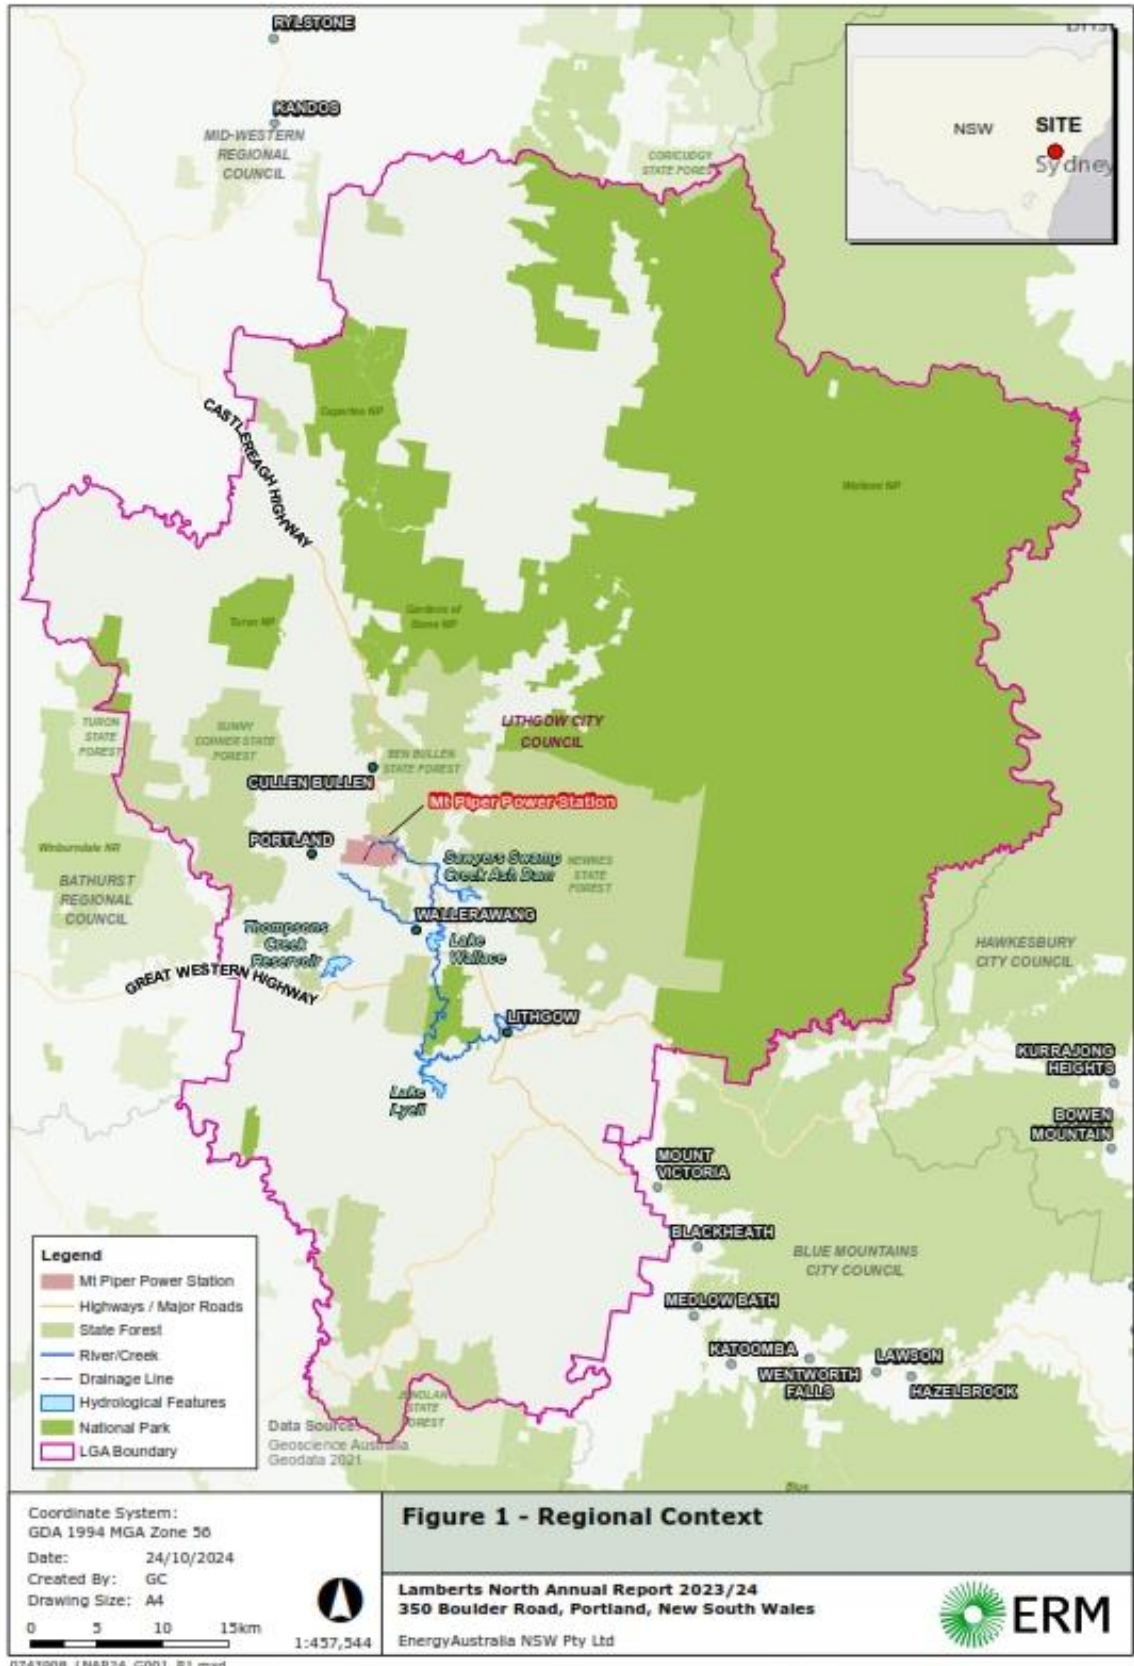 RYLSTONE
KANDOS
MID-WESTERN
REGIONAL
COUNCIL
CORICUDGY
STATE FOREST
NSW
SITE
Sydney
CASTLEREAGH HIGHWAY
Capertee NP
Wollemi NP
Turon NP
Gardens of
Stone NP
TURON
STATE
FOREST
SUNNY
CORNER STATE
FOREST
LITHGOW CITY
COUNCIL
BEN BULLEN
STATE FOREST
CULLEN BULLEN
Mt Piper Power Station
PORTLAND
Winburndale NR
BATHURST
REGIONAL
COUNCIL
Sawyers Swamp
Creek Ash Dam
NEWNES
STATE
FOREST
WALLERAWANG
Thompsons
Creek
Reservoir
Lake
Wallace
GREAT WESTERN HIGHWAY
HAWKESBURY
CITY COUNCIL
LITHGOW
KURRAJONG
HEIGHTS
Lake
Lyell
BOWEN
MOUNTAIN
MOUNT
VICTORIA
BLACKHEATH
BLUE MOUNTAINS
CITY COUNCIL
MEDLOW BATH
KATOOMBA
WENTWORTH
FALLS
LAWSON
HAZELBROOK
JENOLAN
STATE
FOREST
Blue
Legend
Mt Piper Power Station
Highways / Major Roads
State Forest
River/Creek
Drainage Line
Hydrological Features
National Park
LGA Boundary
Data Source:
Geoscience Australia
Geodata 2021
Coordinate System:
GDA 1994 MGA Zone 56
Date: 24/10/2024
Created By: GC
Drawing Size: A4
0 5 10 15km
1:457,544
Figure 1 - Regional Context
Lamberts North Annual Report 2023/24
350 Boulder Road, Portland, New South Wales
EnergyAustralia NSW Pty Ltd
ERM